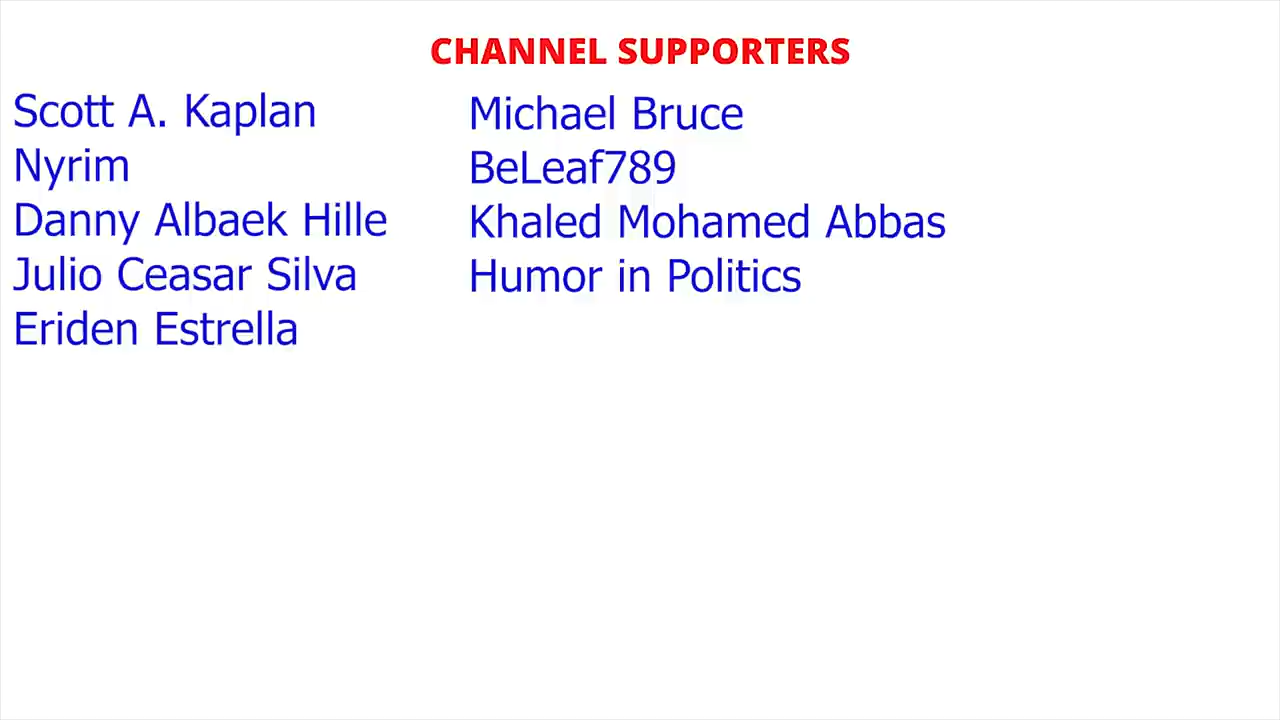 CHANNEL SUPPORTERS
Scott A. Kaplan
Nyrim
Danny Albaek Hille
Julio Ceasar Silva
Eriden Estrella
Michael Bruce
BeLeaf789
Khaled Mohamed Abbas
Humor in Politics